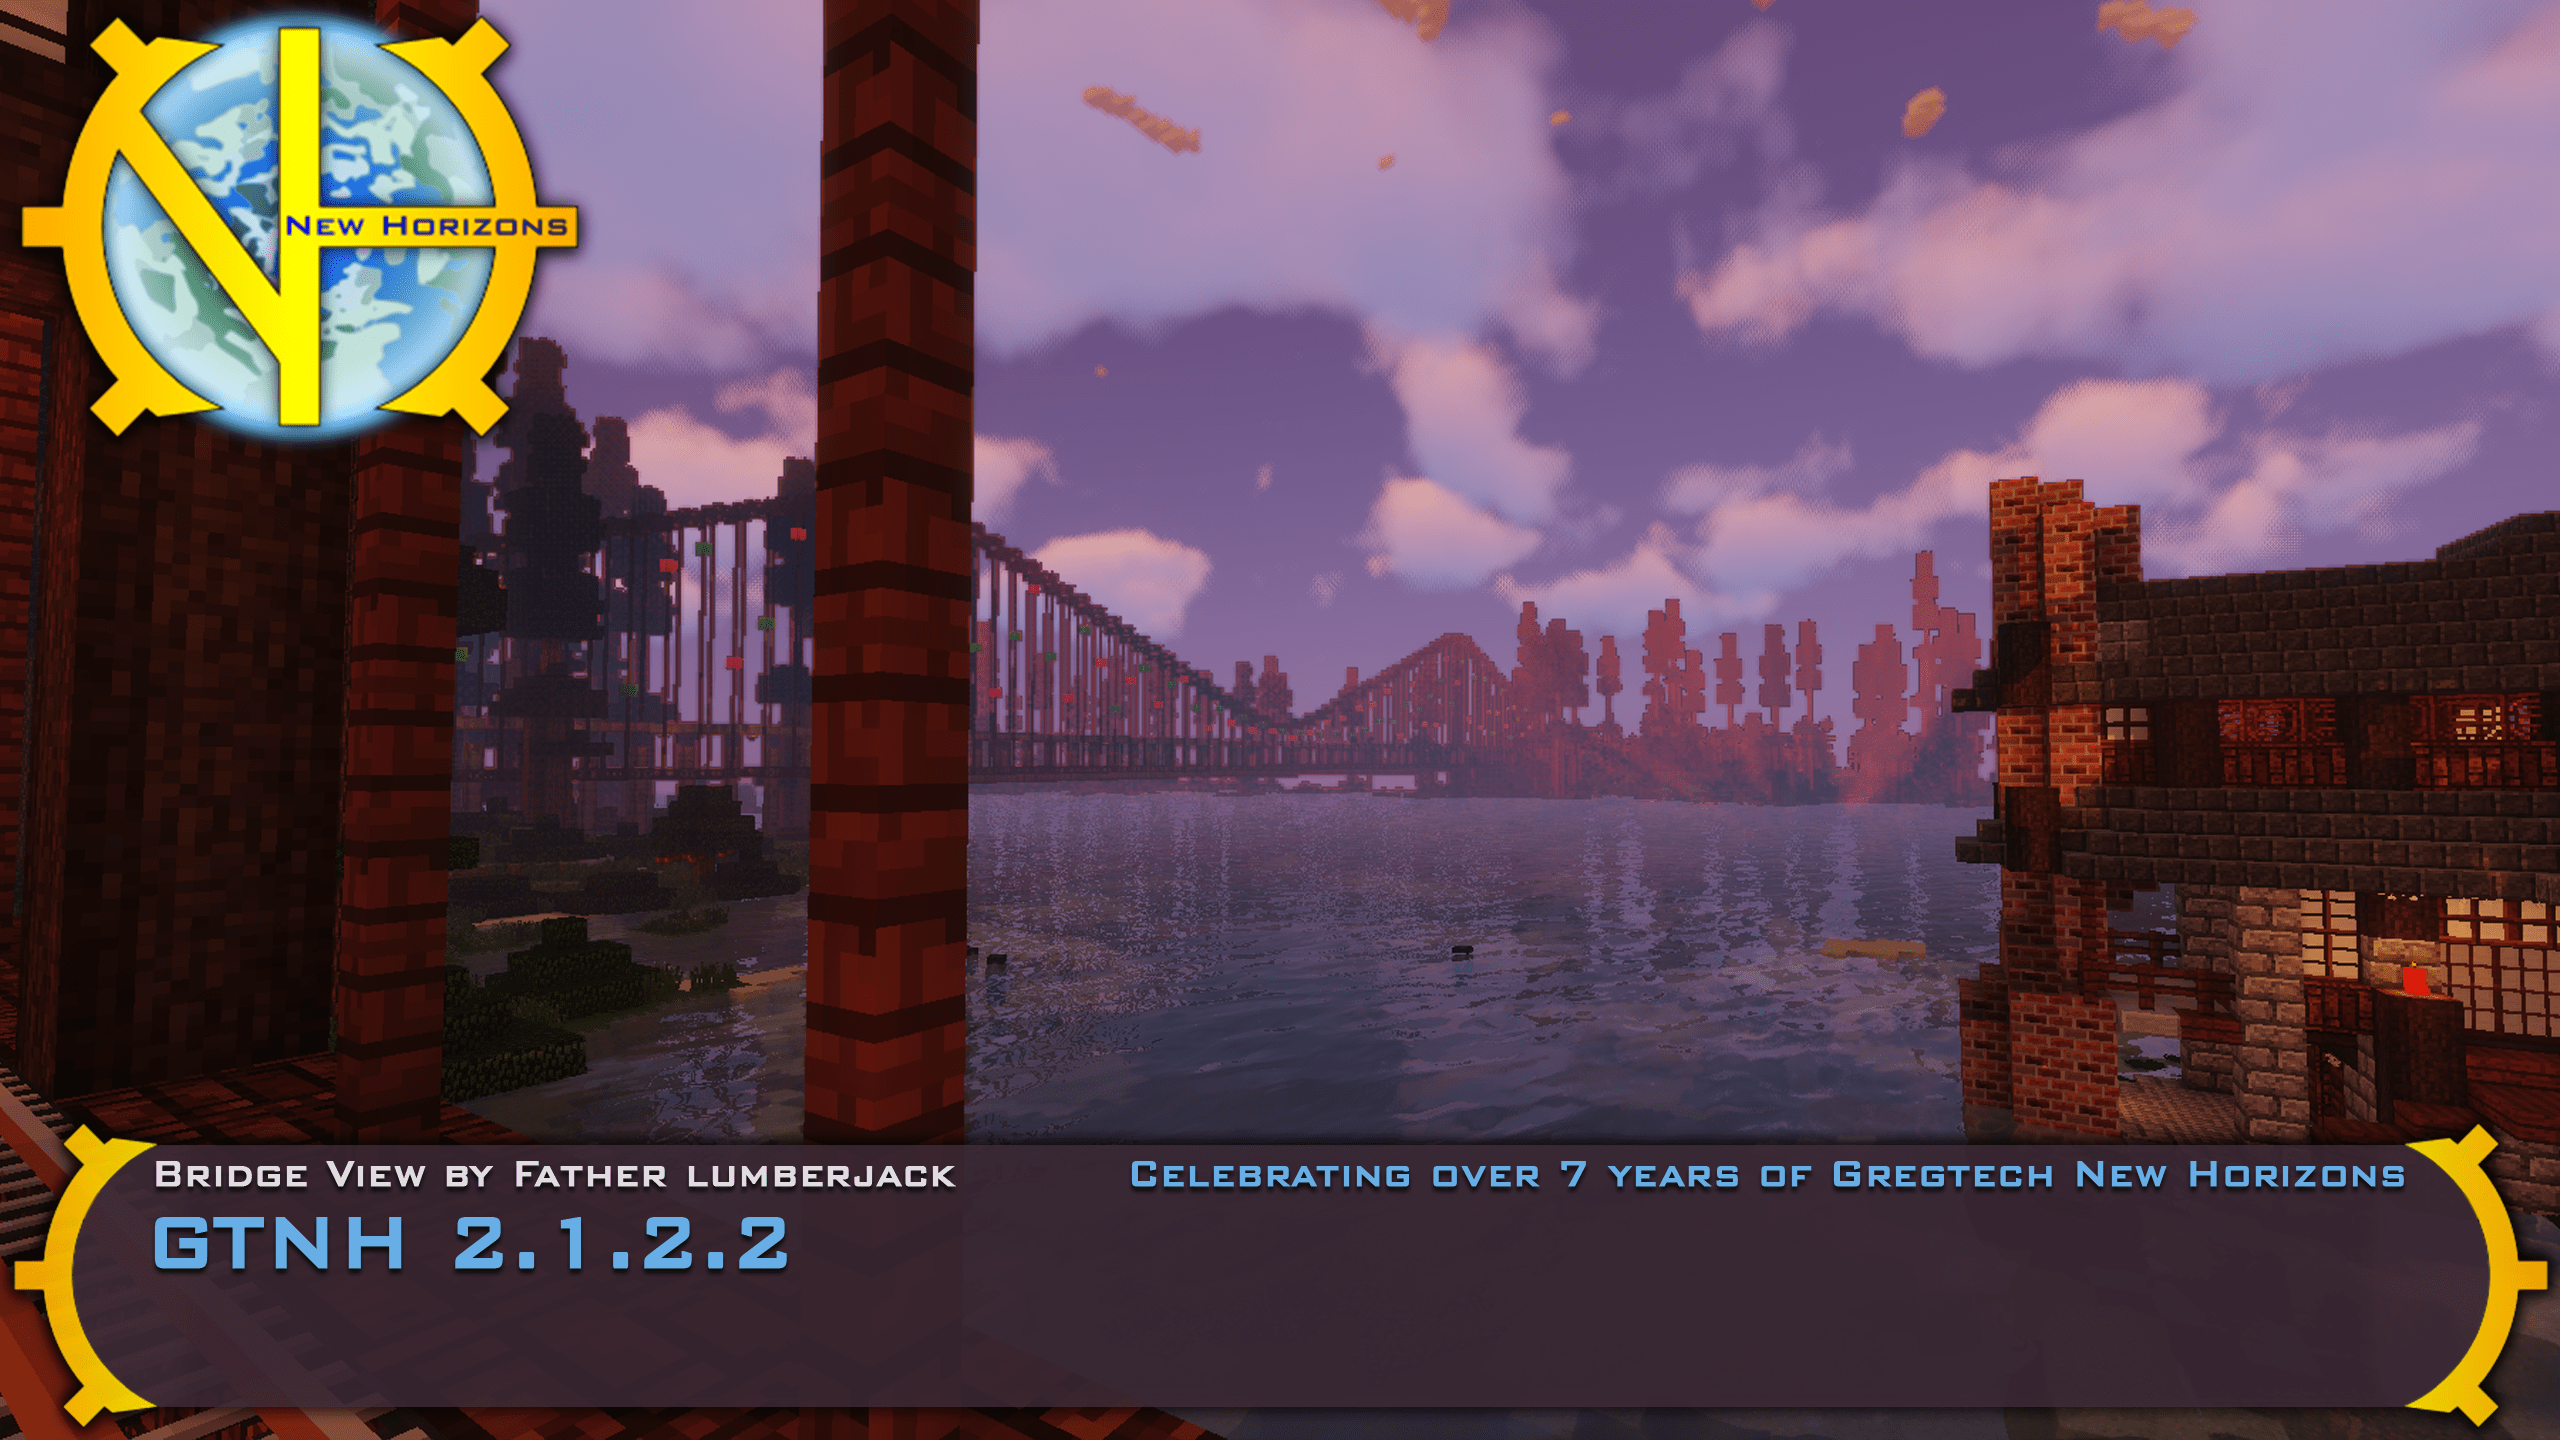 New Horizons
Bridge View by Father lumberjack
Celebrating over 7 years of Gregtech New Horizons
GTNH 2.1.2.2